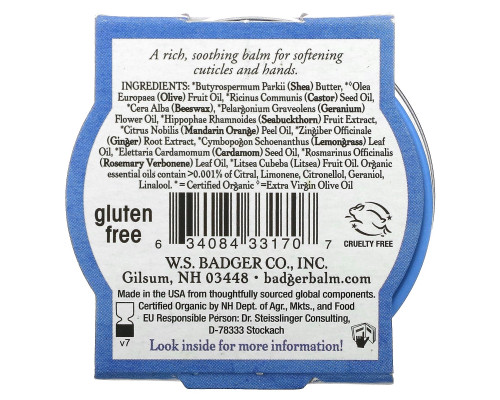 A rich, soothing balm for softening
cuticles and hands.
INGREDIENTS: *Butyrospermum Parkii (Shea) Butter, *°Olea
Europaea (Olive) Fruit Oil, *Ricinus Communis (Castor) Seed Oil,
*Cera Alba (Beeswax), *Pelargonium Graveolens (Geranium)
Flower Oil, *Hippophae Rhamnoides (Seabuckthorn) Fruit Extract,
*Citrus Nobilis (Mandarin Orange) Peel Oil, *Zingiber Officinale
(Ginger) Root Extract, *Cymbopogon Schoenanthus (Lemongrass) Leaf
Oil, *Elettaria Cardamomum (Cardamom) Seed Oil, *Rosmarinus Officinalis
(Rosemary Verbonene) Leaf Oil, *Litsea Cubeba (Litsea) Fruit Oil. Organic
essential oils contain >0.001% of Citral, Limonene, Citronellol, Geraniol,
Linalool. * = Certified Organic °=Extra Virgin Olive Oil
gluten
free
6 34084 33170 7
CRUELTY FREE
W.S. BADGER CO., INC.
Gilsum, NH 03448 • badgerbalm.com
Made in the USA from thoughtfully sourced global components.
Certified Organic by NH Dept. of Agr., Mkts., and Food
EU Responsible Person: Dr. Steisslinger Consulting,
D-78333 Stockach
v7
Look inside for more information!